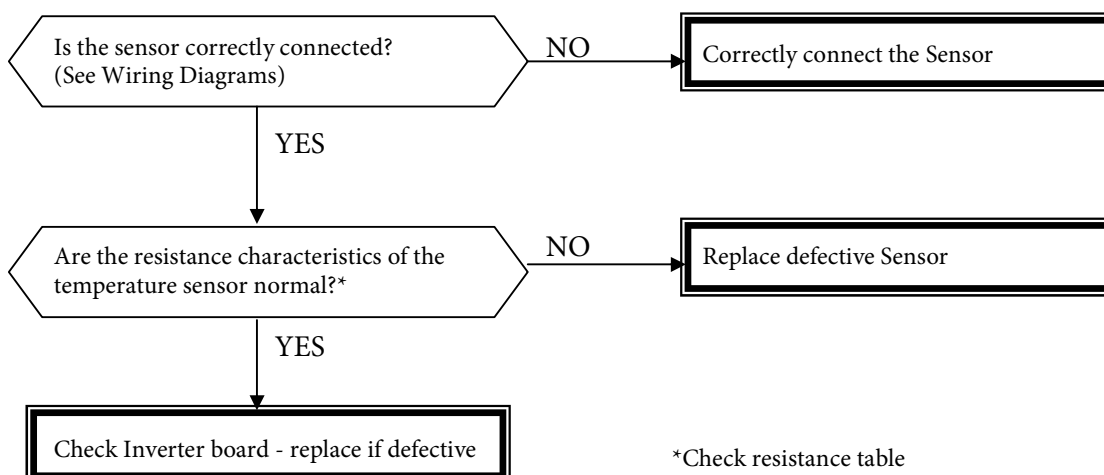 Is the sensor correctly connected?
(See Wiring Diagrams)
NO
Correctly connect the Sensor
YES
Are the resistance characteristics of the
temperature sensor normal?*
NO
Replace defective Sensor
YES
Check Inverter board - replace if defective
*Check resistance table